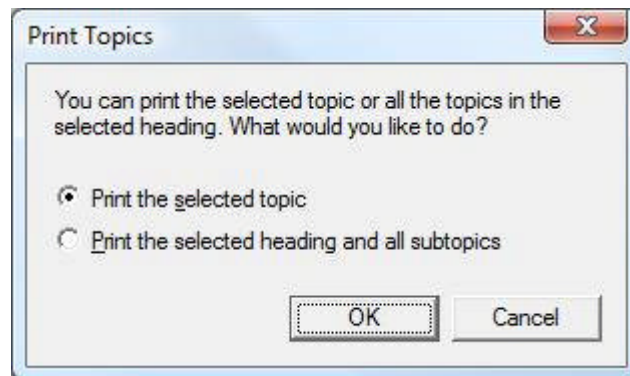 Print Topics
You can print the selected topic or all the topics in the
selected heading. What would you like to do?
Print the selected topic
Print the selected heading and all subtopics
OK
Cancel